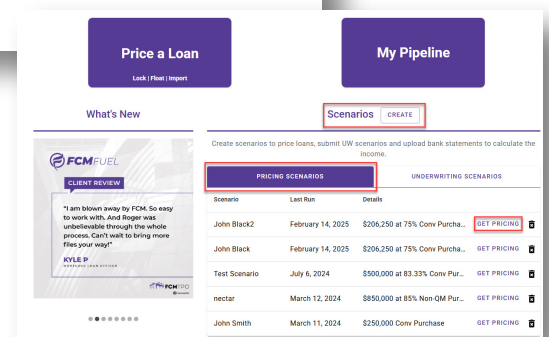 Price a Loan
Lock | Float | Import
My Pipeline
What's New
FCMFUEL
CLIENT REVIEW
"I am blown away by FCM. So easy
to work with. And Roger was
unbelievable through the whole
process. Can't wait to bring more
files your way!"
KYLE P
MORTGAGE LOAN OFFICER
FCMTPO
Scenarios CREATE
Create scenarios to price loans, submit UW scenarios and upload bank statements to calculate the
income.
PRICING SCENARIOS UNDERWRITING SCENARIOS
Scenario Last Run Details
John Black2 February 14, 2025 $206,250 at 75% Conv Purcha... GET PRICING
John Black February 14, 2025 $206,250 at 75% Conv Purcha... GET PRICING
Test Scenario July 6, 2024 $500,000 at 83.33% Conv Pur... GET PRICING
nectar March 12, 2024 $850,000 at 85% Non-QM Pur... GET PRICING
John Smith March 11, 2024 $250,000 Conv Purchase GET PRICING